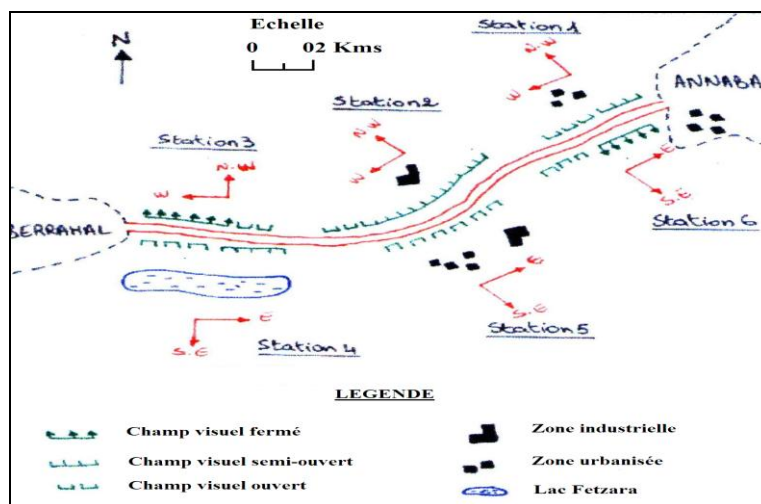 Echelle
0 02 Kms
N
Station 1
N.W
W
ANNABA
Station 2
N.W
W
Station 3
N.W
W
BERRAHAL
E
S.E
Station 6
E
S.E
Station 5
E
S.E
Station 4
LEGENDE
Champ visuel fermé
Champ visuel semi-ouvert
Champ visuel ouvert
Zone industrielle
Zone urbanisée
Lac Fetzara